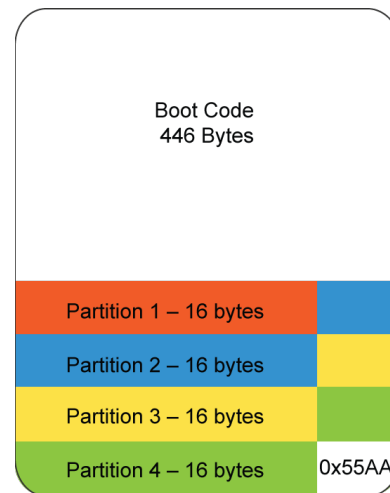 Boot Code
446 Bytes
Partition 1 – 16 bytes
Partition 2 – 16 bytes
Partition 3 – 16 bytes
Partition 4 – 16 bytes
0x55AA